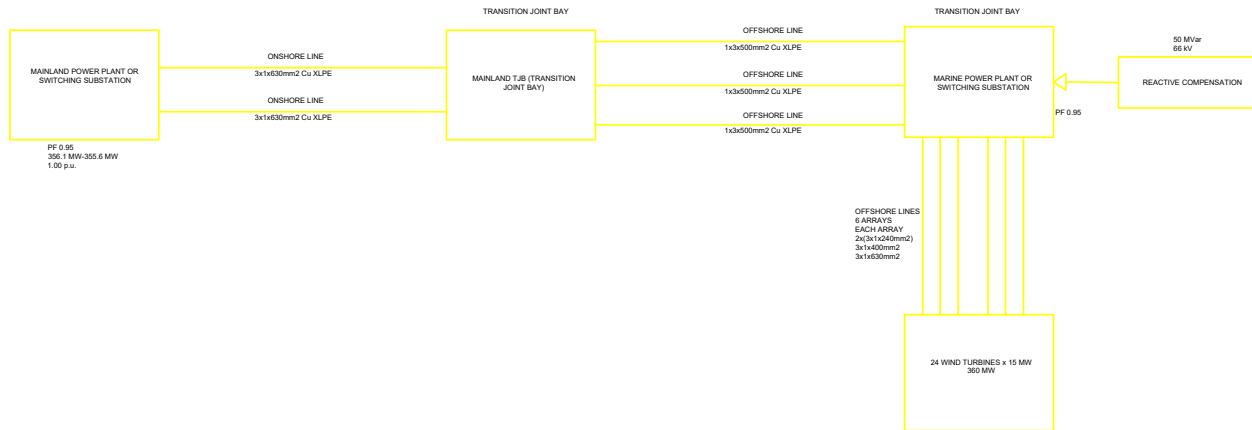 TRANSITION JOINT BAY
TRANSITION JOINT BAY
MAINLAND POWER PLANT OR
SWITCHING SUBSTATION
PF 0.95
356.1 MW-355.6 MW
1.00 p.u.
ONSHORE LINE
3x1x630mm2 Cu XLPE
ONSHORE LINE
3x1x630mm2 Cu XLPE
MAINLAND TJB (TRANSITION
JOINT BAY)
OFFSHORE LINE
1x3x500mm2 Cu XLPE
OFFSHORE LINE
1x3x500mm2 Cu XLPE
OFFSHORE LINE
1x3x500mm2 Cu XLPE
MARINE POWER PLANT OR
SWITCHING SUBSTATION
PF 0.95
50 MVar
66 kV
REACTIVE COMPENSATION
OFFSHORE LINES
6 ARRAYS
EACH ARRAY
2x(3x1x240mm2)
3x1x400mm2
3x1x630mm2
24 WIND TURBINES x 15 MW
360 MW